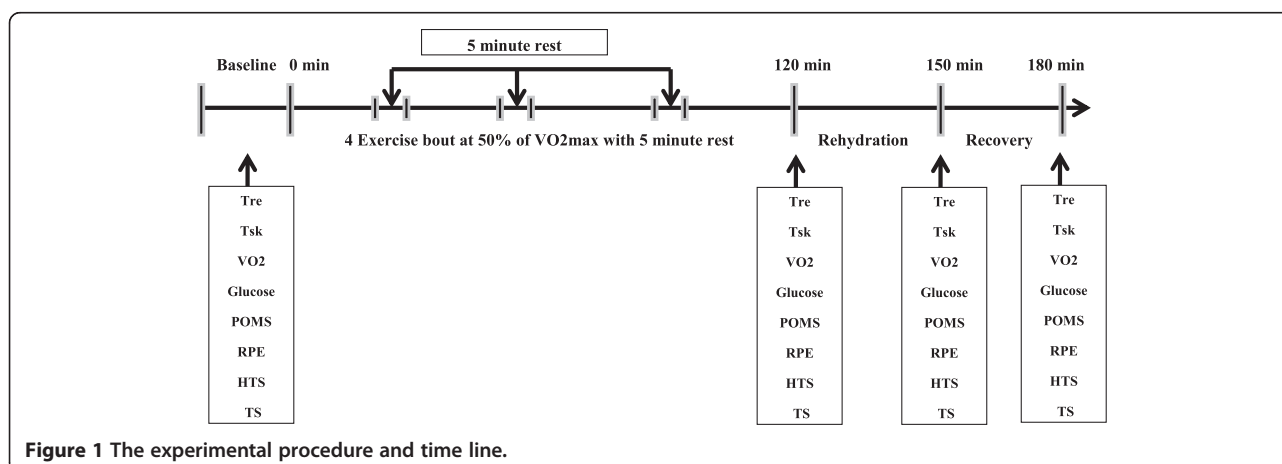 5 minute rest
Baseline 0 min 120 min 150 min 180 min
4 Exercise bout at 50% of VO2max with 5 minute rest Rehydration Recovery
Tre
Tsk
VO2
Glucose
POMS
RPE
HTS
TS
Tre
Tsk
VO2
Glucose
POMS
RPE
HTS
TS
Tre
Tsk
VO2
Glucose
POMS
RPE
HTS
TS
Tre
Tsk
VO2
Glucose
POMS
RPE
HTS
TS
Figure 1 The experimental procedure and time line.